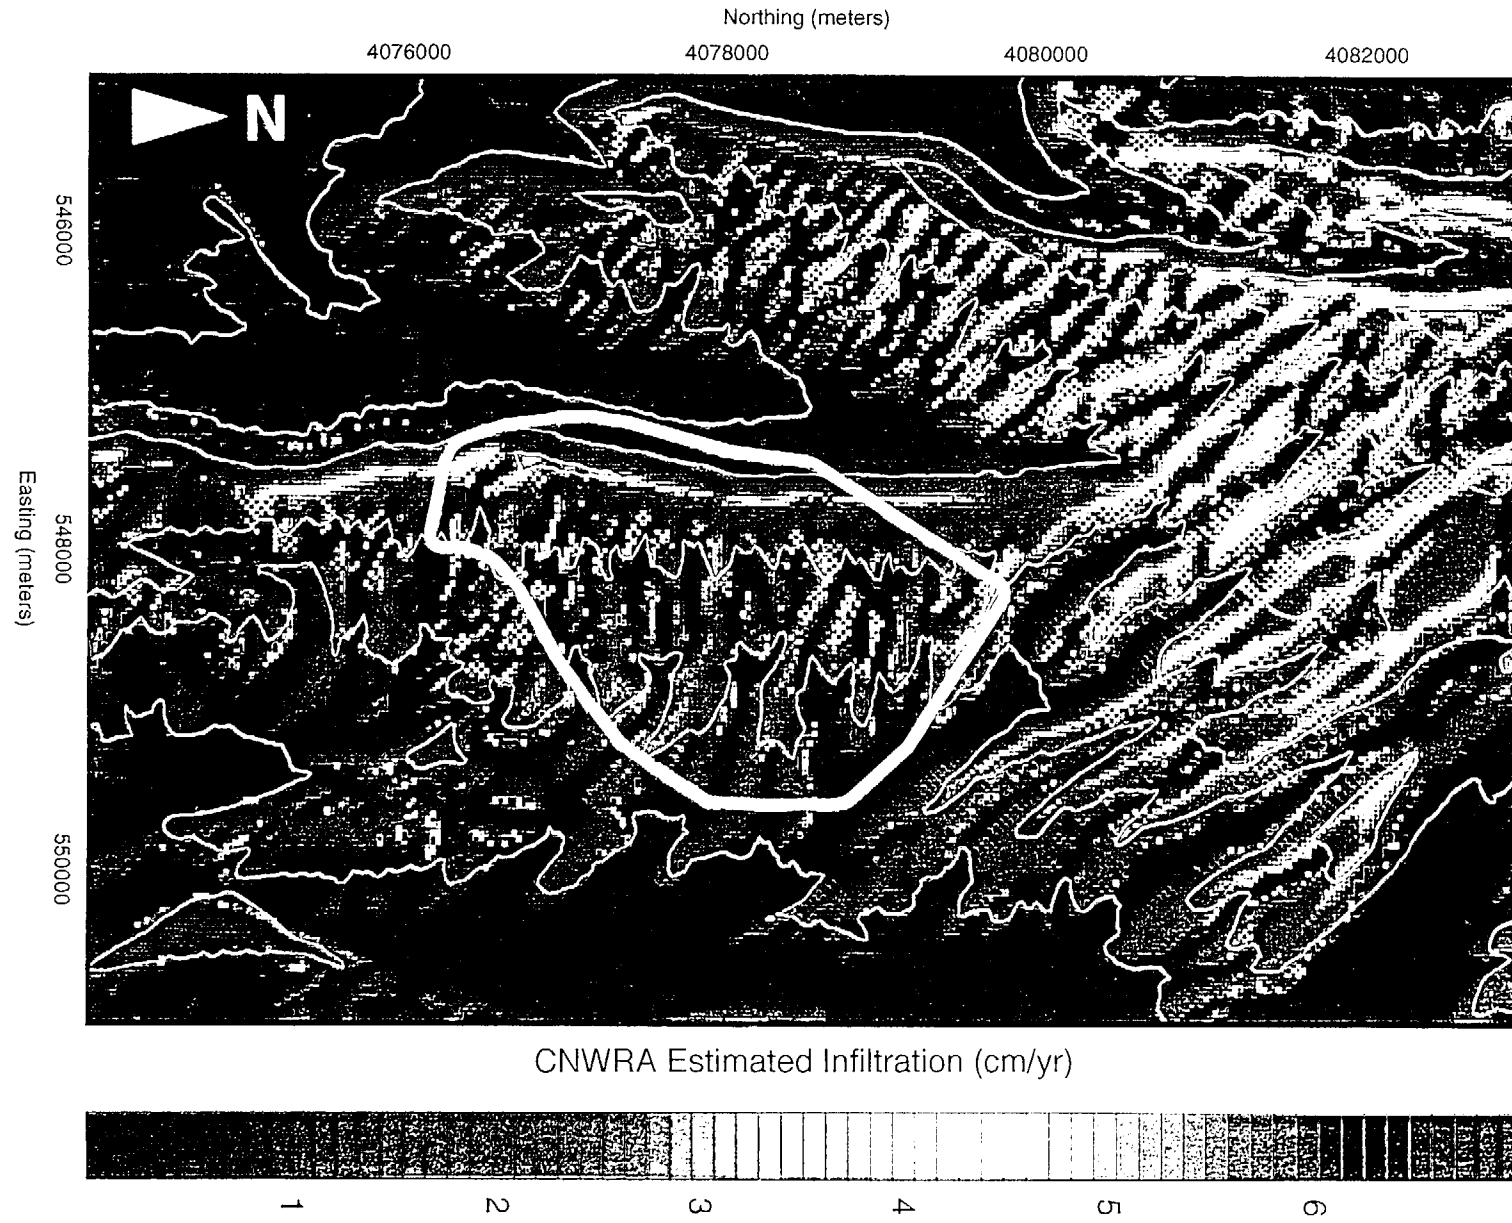 Northing (meters)
4076000 4078000 4080000 4082000
N
546000
548000
550000
Easting (meters)
CNWRA Estimated Infiltration (cm/yr)
1 2 3 4 5 6